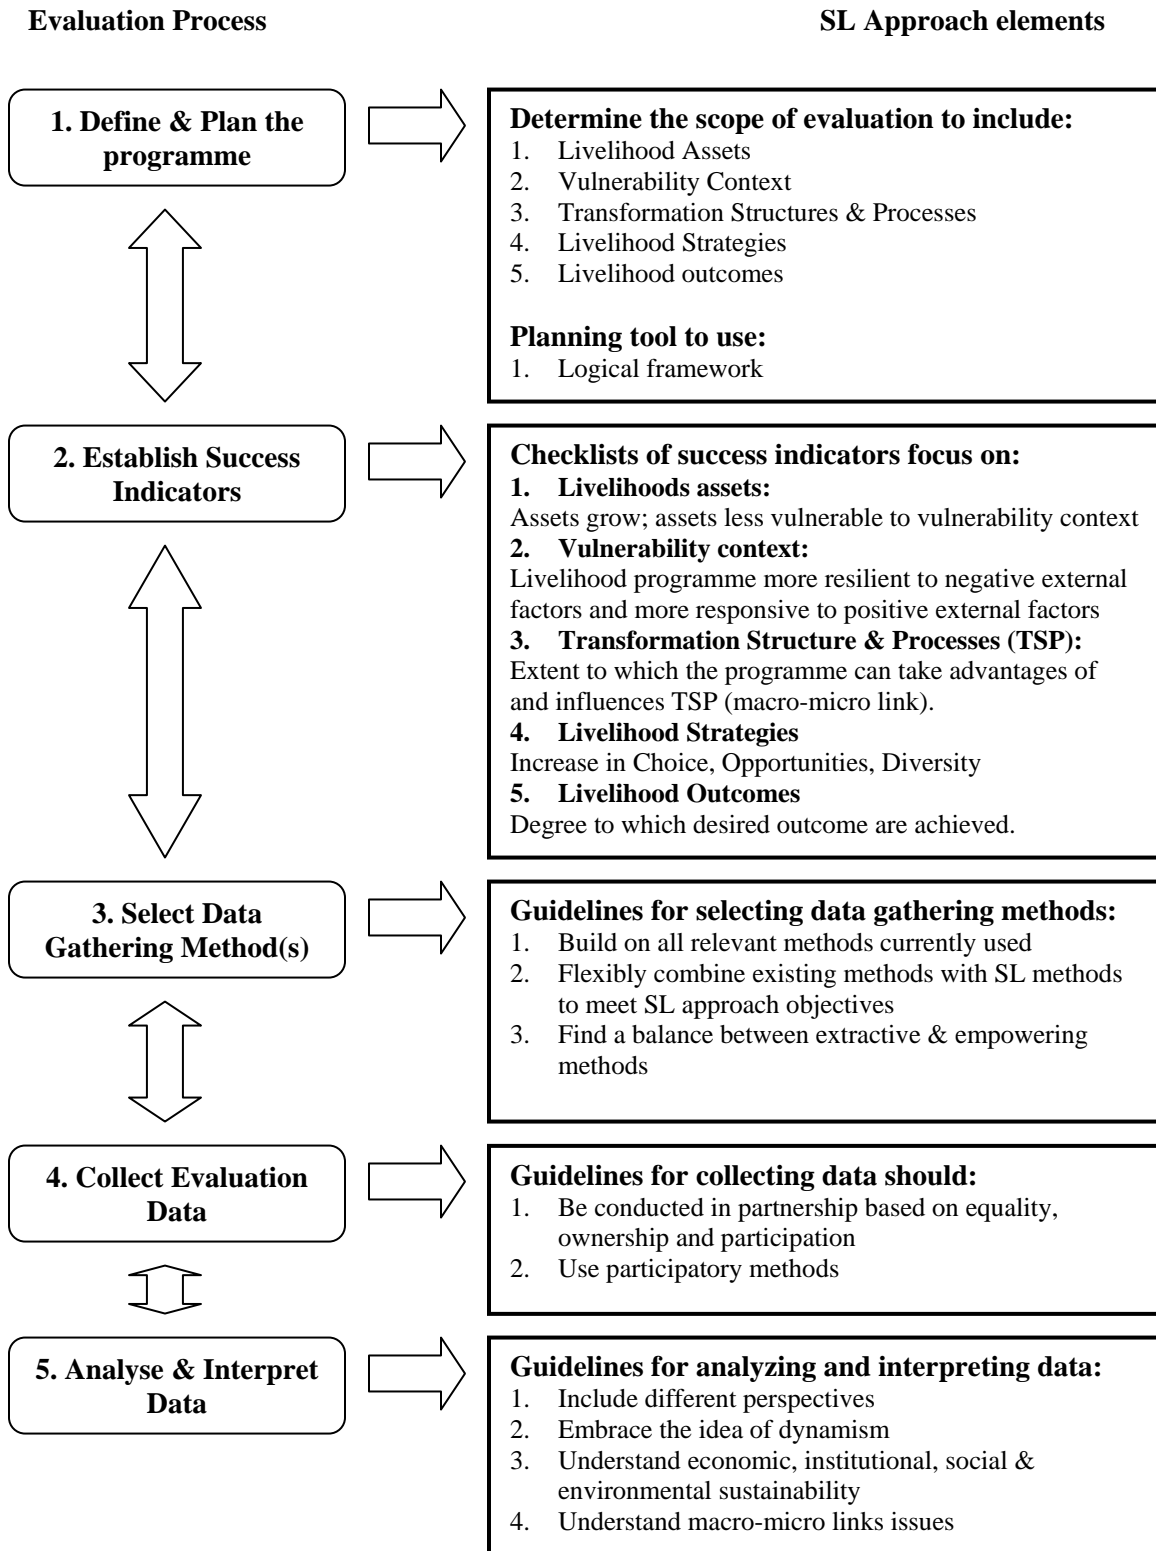 Evaluation Process
SL Approach elements
1. Define & Plan the
programme
Determine the scope of evaluation to include:
1. Livelihood Assets
2. Vulnerability Context
3. Transformation Structures & Processes
4. Livelihood Strategies
5. Livelihood outcomes
Planning tool to use:
1. Logical framework
2. Establish Success
Indicators
Checklists of success indicators focus on:
1. Livelihoods assets:
Assets grow; assets less vulnerable to vulnerability context
2. Vulnerability context:
Livelihood programme more resilient to negative external
factors and more responsive to positive external factors
3. Transformation Structure & Processes (TSP):
Extent to which the programme can take advantages of
and influences TSP (macro-micro link).
4. Livelihood Strategies
Increase in Choice, Opportunities, Diversity
5. Livelihood Outcomes
Degree to which desired outcome are achieved.
3. Select Data
Gathering Method(s)
Guidelines for selecting data gathering methods:
1. Build on all relevant methods currently used
2. Flexibly combine existing methods with SL methods
to meet SL approach objectives
3. Find a balance between extractive & empowering
methods
4. Collect Evaluation
Data
Guidelines for collecting data should:
1. Be conducted in partnership based on equality,
ownership and participation
2. Use participatory methods
5. Analyse & Interpret
Data
Guidelines for analyzing and interpreting data:
1. Include different perspectives
2. Embrace the idea of dynamism
3. Understand economic, institutional, social &
environmental sustainability
4. Understand macro-micro links issues